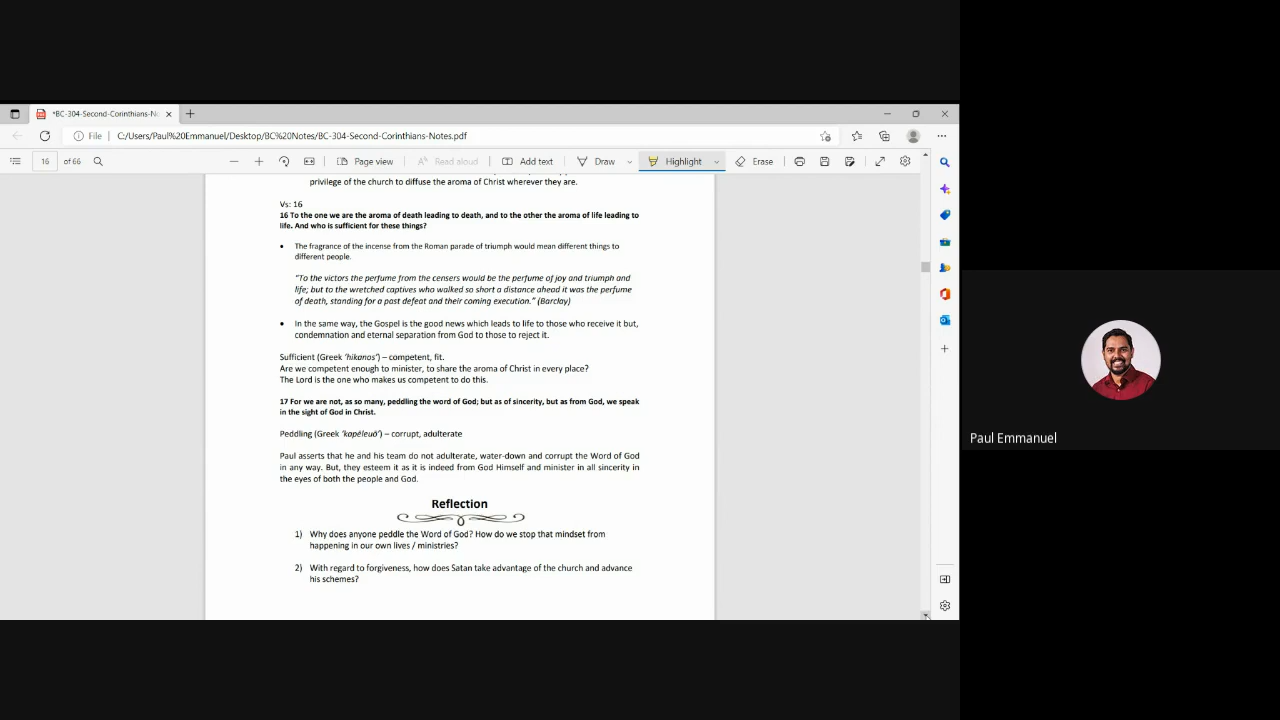 *BC-304-Second-Corinthians-No
File
C:/Users/Paul%20Emmanuel/Desktop/BC%20Notes/BC-304-Second-Corinthians-Notes.pdf
16 of 66
Page view
Read aloud
Add text
Draw
Highlight
Erase
privilege of the church to diffuse the aroma of Christ wherever they are.
Vs: 16
16 To the one we are the aroma of death leading to death, and to the other the aroma of life leading to
life. And who is sufficient for these things?
• The fragrance of the incense from the Roman parade of triumph would mean different things to
different people.
"To the victors the perfume from the censers would be the perfume of joy and triumph and
life; but to the wretched captives who walked so short a distance ahead it was the perfume
of death, standing for a past defeat and their coming execution." (Barclay)
• In the same way, the Gospel is the good news which leads to life to those who receive it but,
condemnation and eternal separation from God to those to reject it.
Sufficient (Greek 'hikanos') – competent, fit.
Are we competent enough to minister, to share the aroma of Christ in every place?
The Lord is the one who makes us competent to do this.
17 For we are not, as so many, peddling the word of God; but as of sincerity, but as from God, we speak
in the sight of God in Christ.
Peddling (Greek 'kapēleuō') – corrupt, adulterate
Paul asserts that he and his team do not adulterate, water-down and corrupt the Word of God
in any way. But, they esteem it as it is indeed from God Himself and minister in all sincerity in
the eyes of both the people and God.
Reflection
1) Why does anyone peddle the Word of God? How do we stop that mindset from
happening in our own lives / ministries?
2) With regard to forgiveness, how does Satan take advantage of the church and advance
his schemes?
Paul Emmanuel